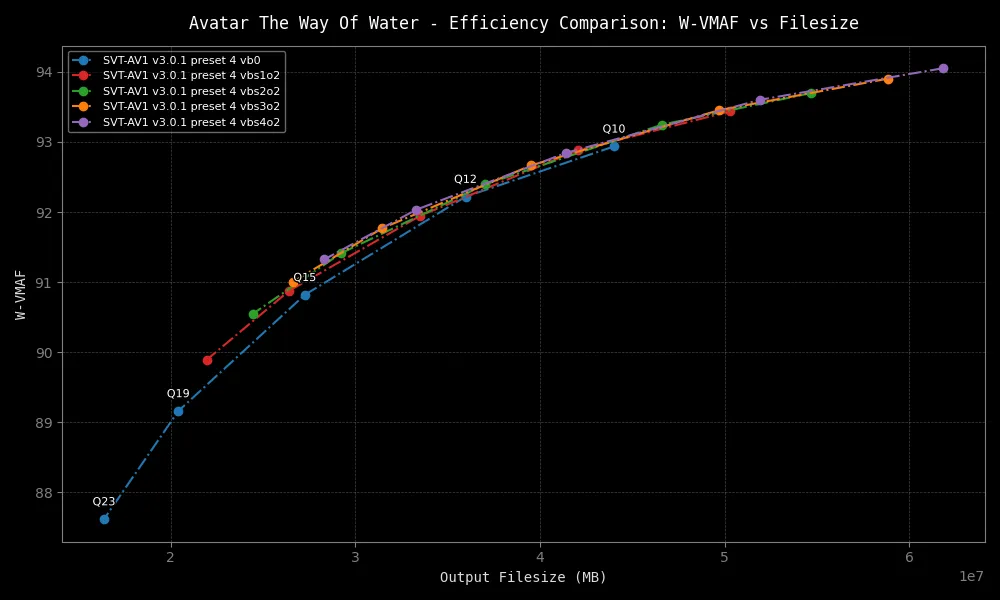 Avatar The Way Of Water - Efficiency Comparison: W-VMAF vs Filesize
SVT-AV1 v3.0.1 preset 4 vb0
SVT-AV1 v3.0.1 preset 4 vbs1o2
SVT-AV1 v3.0.1 preset 4 vbs2o2
SVT-AV1 v3.0.1 preset 4 vbs3o2
SVT-AV1 v3.0.1 preset 4 vbs4o2
94
93
92
91
90
89
88
W-VMAF
Q10
Q12
Q15
Q19
Q23
2
3
4
5
6
1e7
Output Filesize (MB)